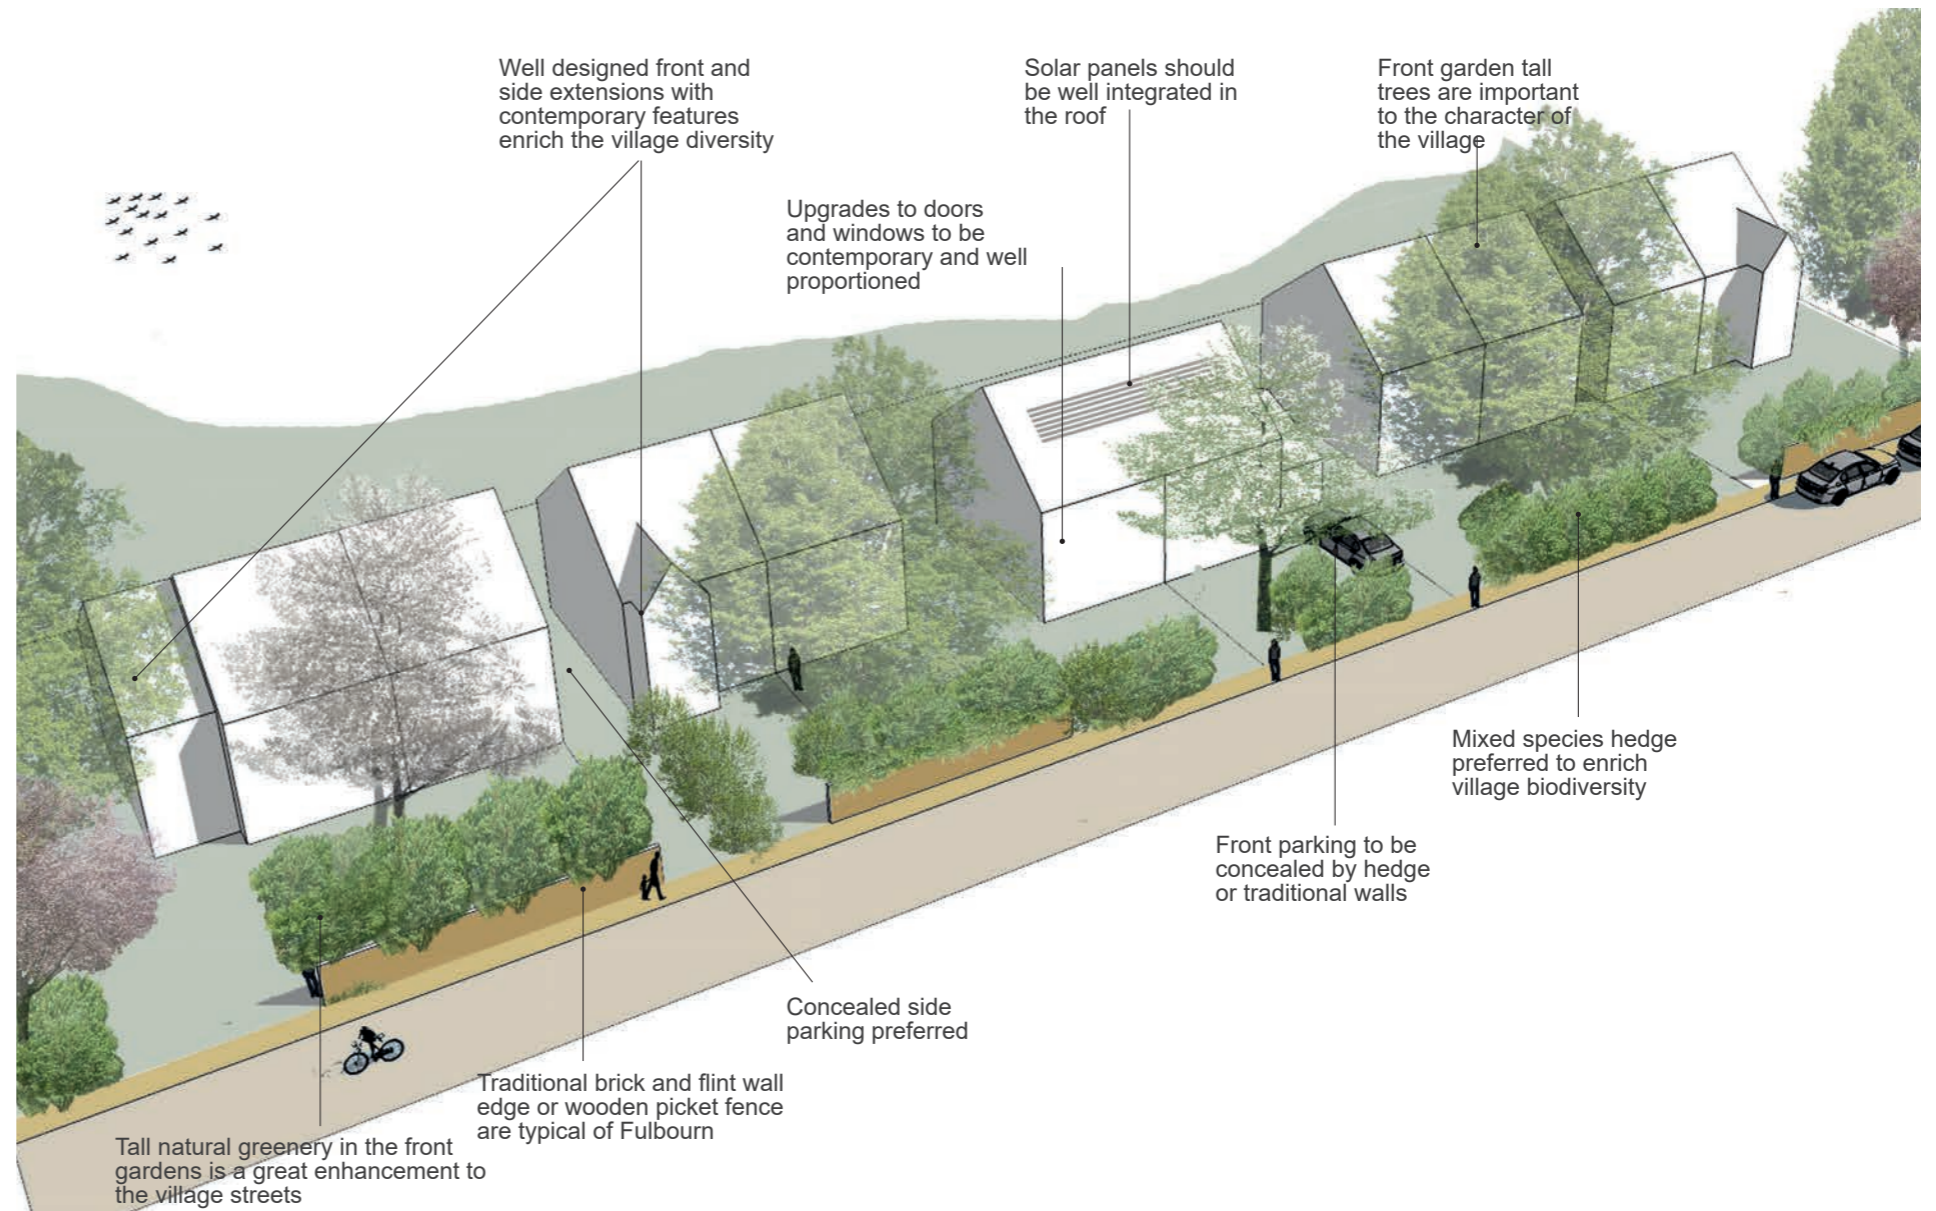 Well designed front and
side extensions with
contemporary features
enrich the village diversity
Solar panels should
be well integrated in
the roof
Front garden tall
trees are important
to the character of
the village
Upgrades to doors
and windows to be
contemporary and well
proportioned
Mixed species hedge
preferred to enrich
village biodiversity
Front parking to be
concealed by hedge
or traditional walls
Concealed side
parking preferred
Traditional brick and flint wall
edge or wooden picket fence
are typical of Fulbourn
Tall natural greenery in the front
gardens is a great enhancement to
the village streets